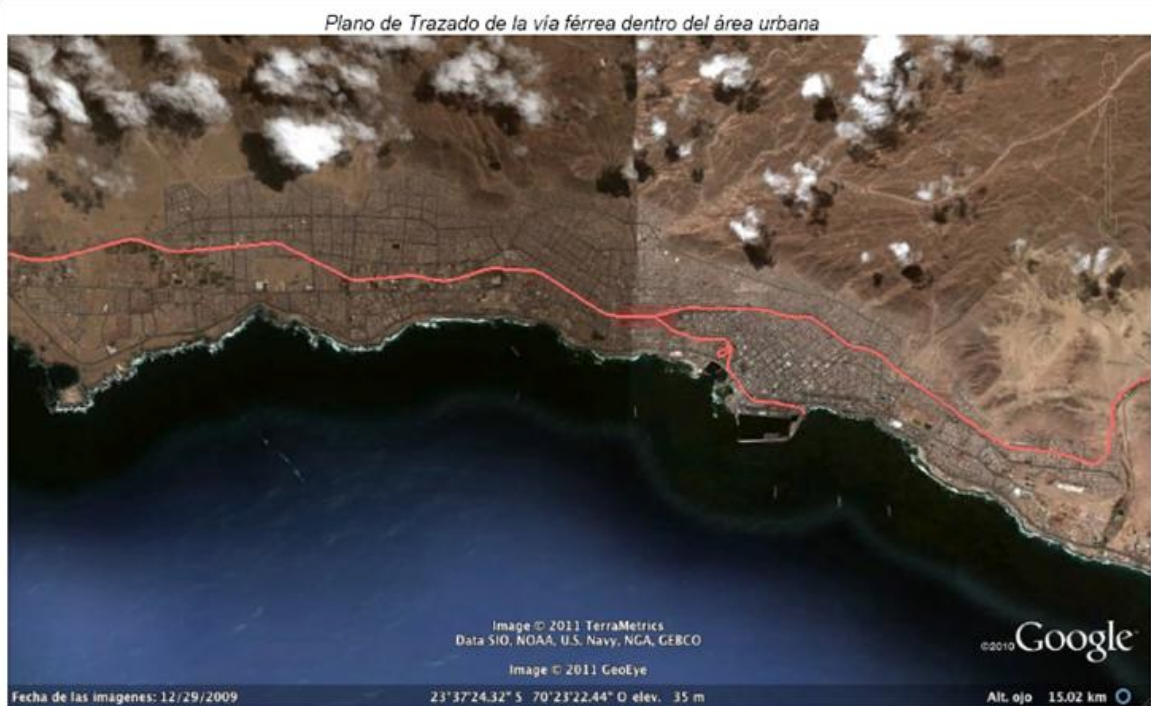 Plano de Trazado de la vía férrea dentro del área urbana
Image © 2011 TerraMetrics
Data SIO, NOAA, U.S. Navy, NGA, GEBCO
©2010 Google
Image © 2011 GeoEye
Fecha de las imágenes: 12/29/2009 23°37'24.32" S 70°23'22.44" O elev. 35 m Alt. ojo 15.02 km